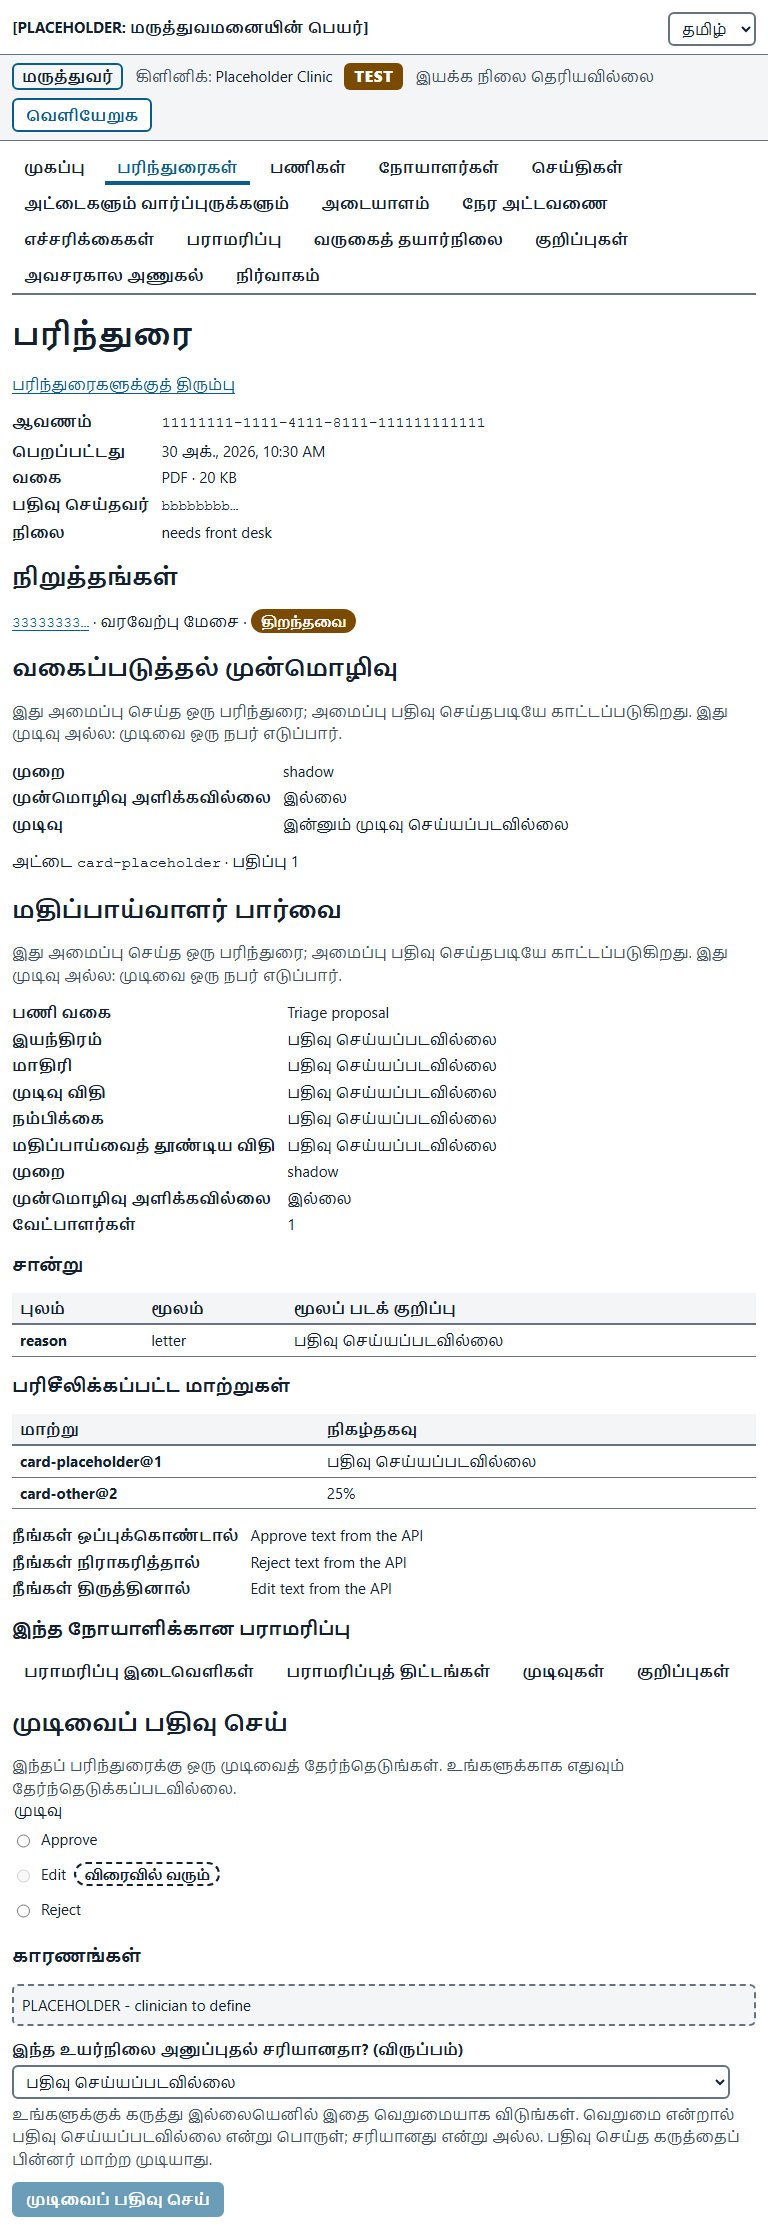 [PLACEHOLDER: மருத்துவமனையின் பெயர்]
தமிழ்
மருத்துவர் கிளினிக்: Placeholder Clinic TEST இயக்க நிலை தெரியவில்லை
வெளியேறுக
முகப்பு பரிந்துரைகள் பணிகள் நோயாளர்கள் செய்திகள்
அட்டைகளும் வார்ப்புருக்களும் அடையாளம் நேர அட்டவணை
எச்சரிக்கைகள் பராமரிப்பு வருகைத் தயார்நிலை குறிப்புகள்
அவசரகால அணுகல் நிர்வாகம்
பரிந்துரை
பரிந்துரைகளுக்குத் திரும்பு
ஆவணம் 11111111-1111-4111-8111-111111111111
பெறப்பட்டது 30 அக்., 2026, 10:30 AM
வகை PDF · 20 KB
பதிவு செய்தவர் bbbbbbbb…
நிலை needs front desk
நிறுத்தங்கள்
33333333… · வரவேற்பு மேசை · திறந்தவை
வகைப்படுத்தல் முன்மொழிவு
இது அமைப்பு செய்த ஒரு பரிந்துரை; அமைப்பு பதிவு செய்தபடியே காட்டப்படுகிறது. இது
முடிவு அல்ல: முடிவை ஒரு நபர் எடுப்பார்.
முறை shadow
முன்மொழிவு அளிக்கவில்லை இல்லை
முடிவு இன்னும் முடிவு செய்யப்படவில்லை
அட்டை card-placeholder · பதிப்பு 1
மதிப்பாய்வாளர் பார்வை
இது அமைப்பு செய்த ஒரு பரிந்துரை; அமைப்பு பதிவு செய்தபடியே காட்டப்படுகிறது. இது
முடிவு அல்ல: முடிவை ஒரு நபர் எடுப்பார்.
பணி வகை Triage proposal
இயந்திரம் பதிவு செய்யப்படவில்லை
மாதிரி பதிவு செய்யப்படவில்லை
முடிவு விதி பதிவு செய்யப்படவில்லை
நம்பிக்கை பதிவு செய்யப்படவில்லை
மதிப்பாய்வைத் தூண்டிய விதி பதிவு செய்யப்படவில்லை
முறை shadow
முன்மொழிவு அளிக்கவில்லை இல்லை
வேட்பாளர்கள் 1
சான்று
புலம் மூலம் மூலப் படக் குறிப்பு
reason letter பதிவு செய்யப்படவில்லை
பரிசீலிக்கப்பட்ட மாற்றுகள்
மாற்று நிகழ்தகவு
card-placeholder@1 பதிவு செய்யப்படவில்லை
card-other@2 25%
நீங்கள் ஒப்புக்கொண்டால் Approve text from the API
நீங்கள் நிராகரித்தால் Reject text from the API
நீங்கள் திருத்தினால் Edit text from the API
இந்த நோயாளிக்கான பராமரிப்பு
பராமரிப்பு இடைவெளிகள் பராமரிப்புத் திட்டங்கள் முடிவுகள் குறிப்புகள்
முடிவைப் பதிவு செய்
இந்தப் பரிந்துரைக்கு ஒரு முடிவைத் தேர்ந்தெடுங்கள். உங்களுக்காக எதுவும்
தேர்ந்தெடுக்கப்படவில்லை.
முடிவு
Approve
Edit விரைவில் வரும்
Reject
காரணங்கள்
PLACEHOLDER - clinician to define
இந்த உயர்நிலை அனுப்புதல் சரியானதா? (விருப்பம்)
பதிவு செய்யப்படவில்லை
உங்களுக்குக் கருத்து இல்லையெனில் இதை வெறுமையாக விடுங்கள். வெறுமை என்றால்
பதிவு செய்யப்படவில்லை என்று பொருள்; சரியானது என்று அல்ல. பதிவு செய்த கருத்தைப்
பின்னர் மாற்ற முடியாது.
முடிவைப் பதிவு செய்